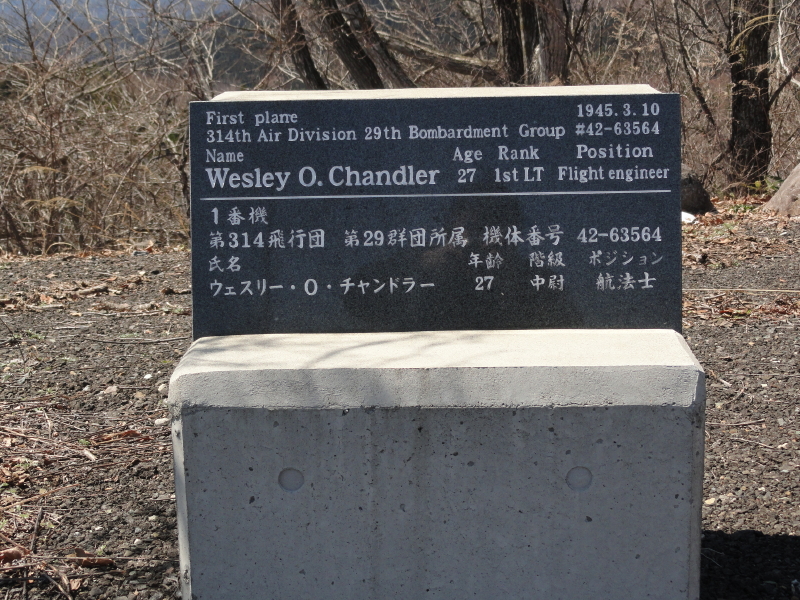 First plane 1945.3.10
314th Air Division 29th Bombardment Group #42-63564
Name Age Rank Position
Wesley O. Chandler 27 1st LT Flight engineer
1番機
第314飛行団 第29群団所属 機体番号 42-63564
氏名 年齢 階級 ポジション
ウェスリー・O・チャンドラー 27 中尉 航法士